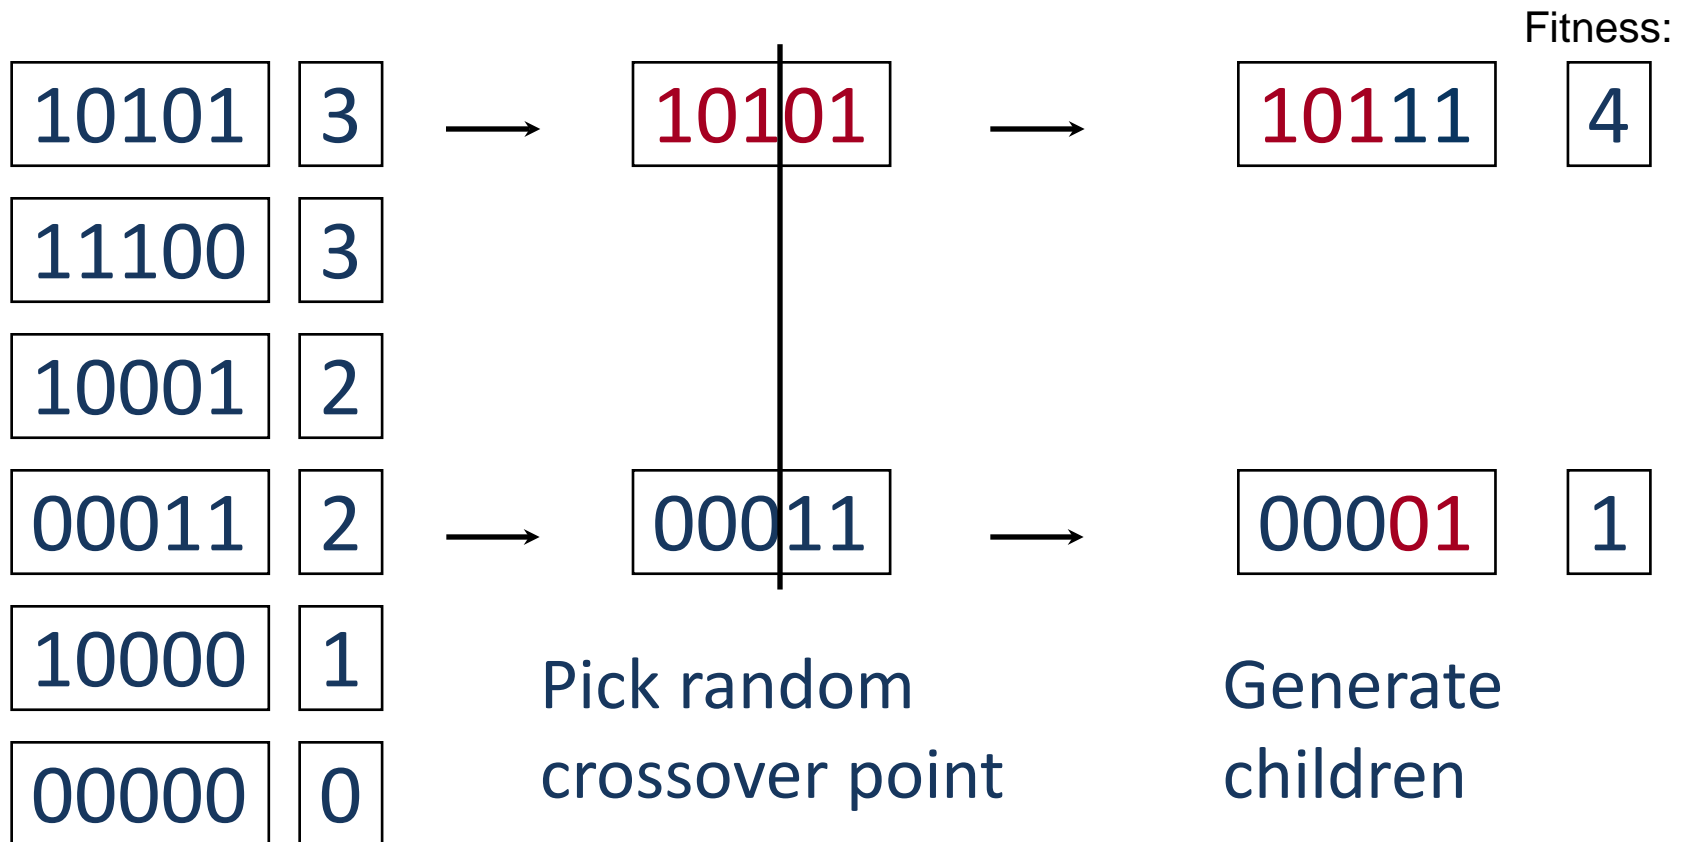 Fitness:
10101 3 10101 10111 4
11100 3
10001 2
00011 2 00011 00001 1
10000 1
Pick random
crossover point
Generate
children
00000 0